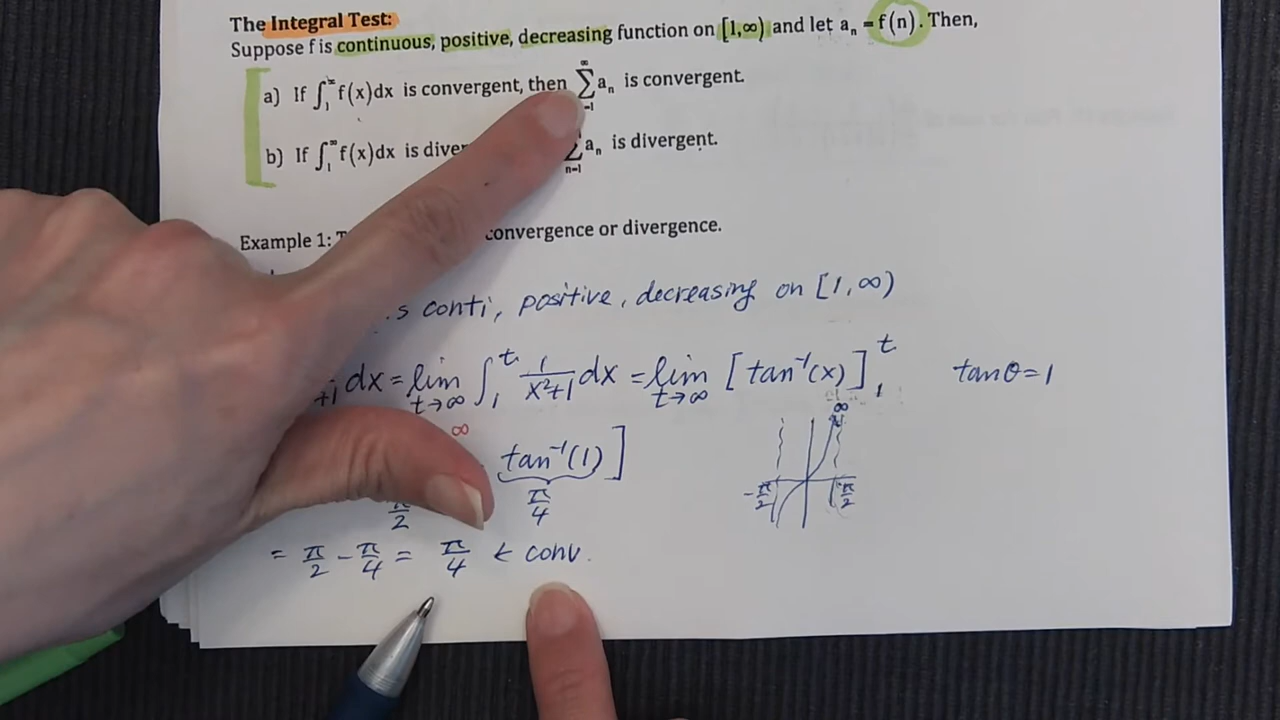 The Integral Test:
Suppose f is continuous, positive, decreasing function on [1,∞) and let aₙ = f(n). Then,
a) If ∫₁^∞ f(x)dx is convergent, then ∑ aₙ is convergent.
b) If ∫₁^∞ f(x)dx is ∑ₙ₌₁ aₙ is divergent.
Example 1: convergence or divergence.
conti, positive, decreasing on [1,∞)
+1 dx = lim t→∞ ∫₁ᵗ 1/(x²+1) dx = lim t→∞ [tan⁻¹(x)]₁ᵗ tanθ=1
∞ ∞
tan⁻¹(1)]
π/2 π/4 -π/2 π/2
= π/2 - π/4 = π/4 ← conv.